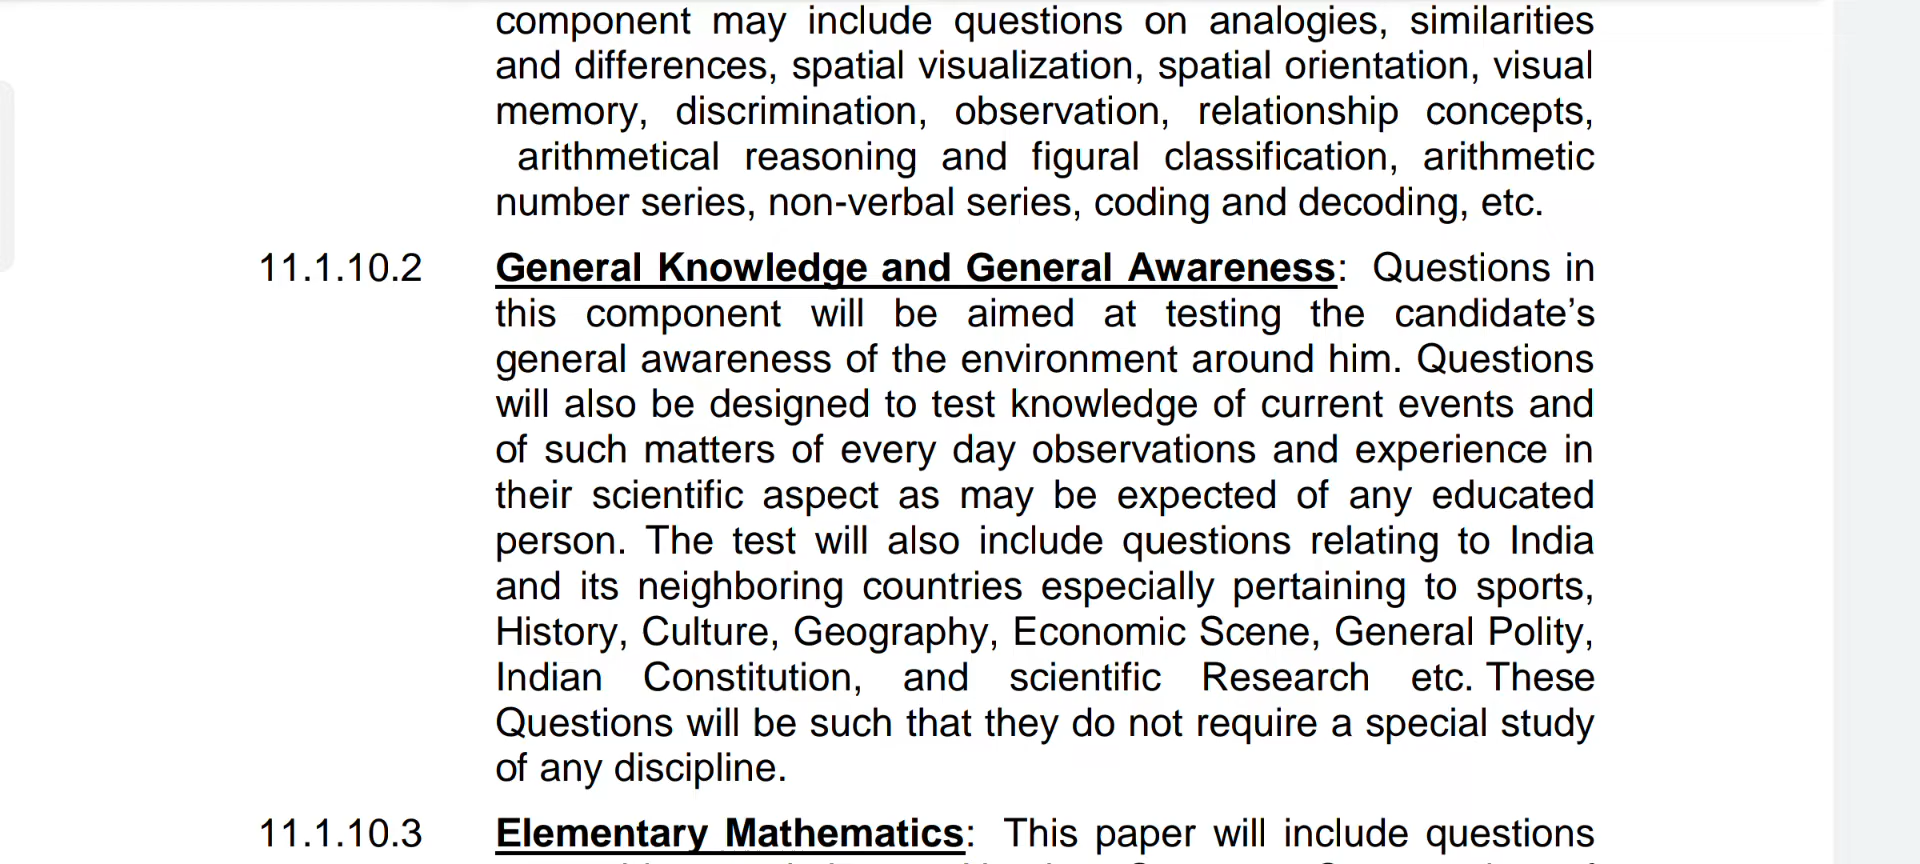 component may include questions on analogies, similarities
and differences, spatial visualization, spatial orientation, visual
memory, discrimination, observation, relationship concepts,
arithmetical reasoning and figural classification, arithmetic
number series, non-verbal series, coding and decoding, etc.
11.1.10.2 General Knowledge and General Awareness: Questions in
this component will be aimed at testing the candidate’s
general awareness of the environment around him. Questions
will also be designed to test knowledge of current events and
of such matters of every day observations and experience in
their scientific aspect as may be expected of any educated
person. The test will also include questions relating to India
and its neighboring countries especially pertaining to sports,
History, Culture, Geography, Economic Scene, General Polity,
Indian Constitution, and scientific Research etc. These
Questions will be such that they do not require a special study
of any discipline.
11.1.10.3 Elementary Mathematics: This paper will include questions